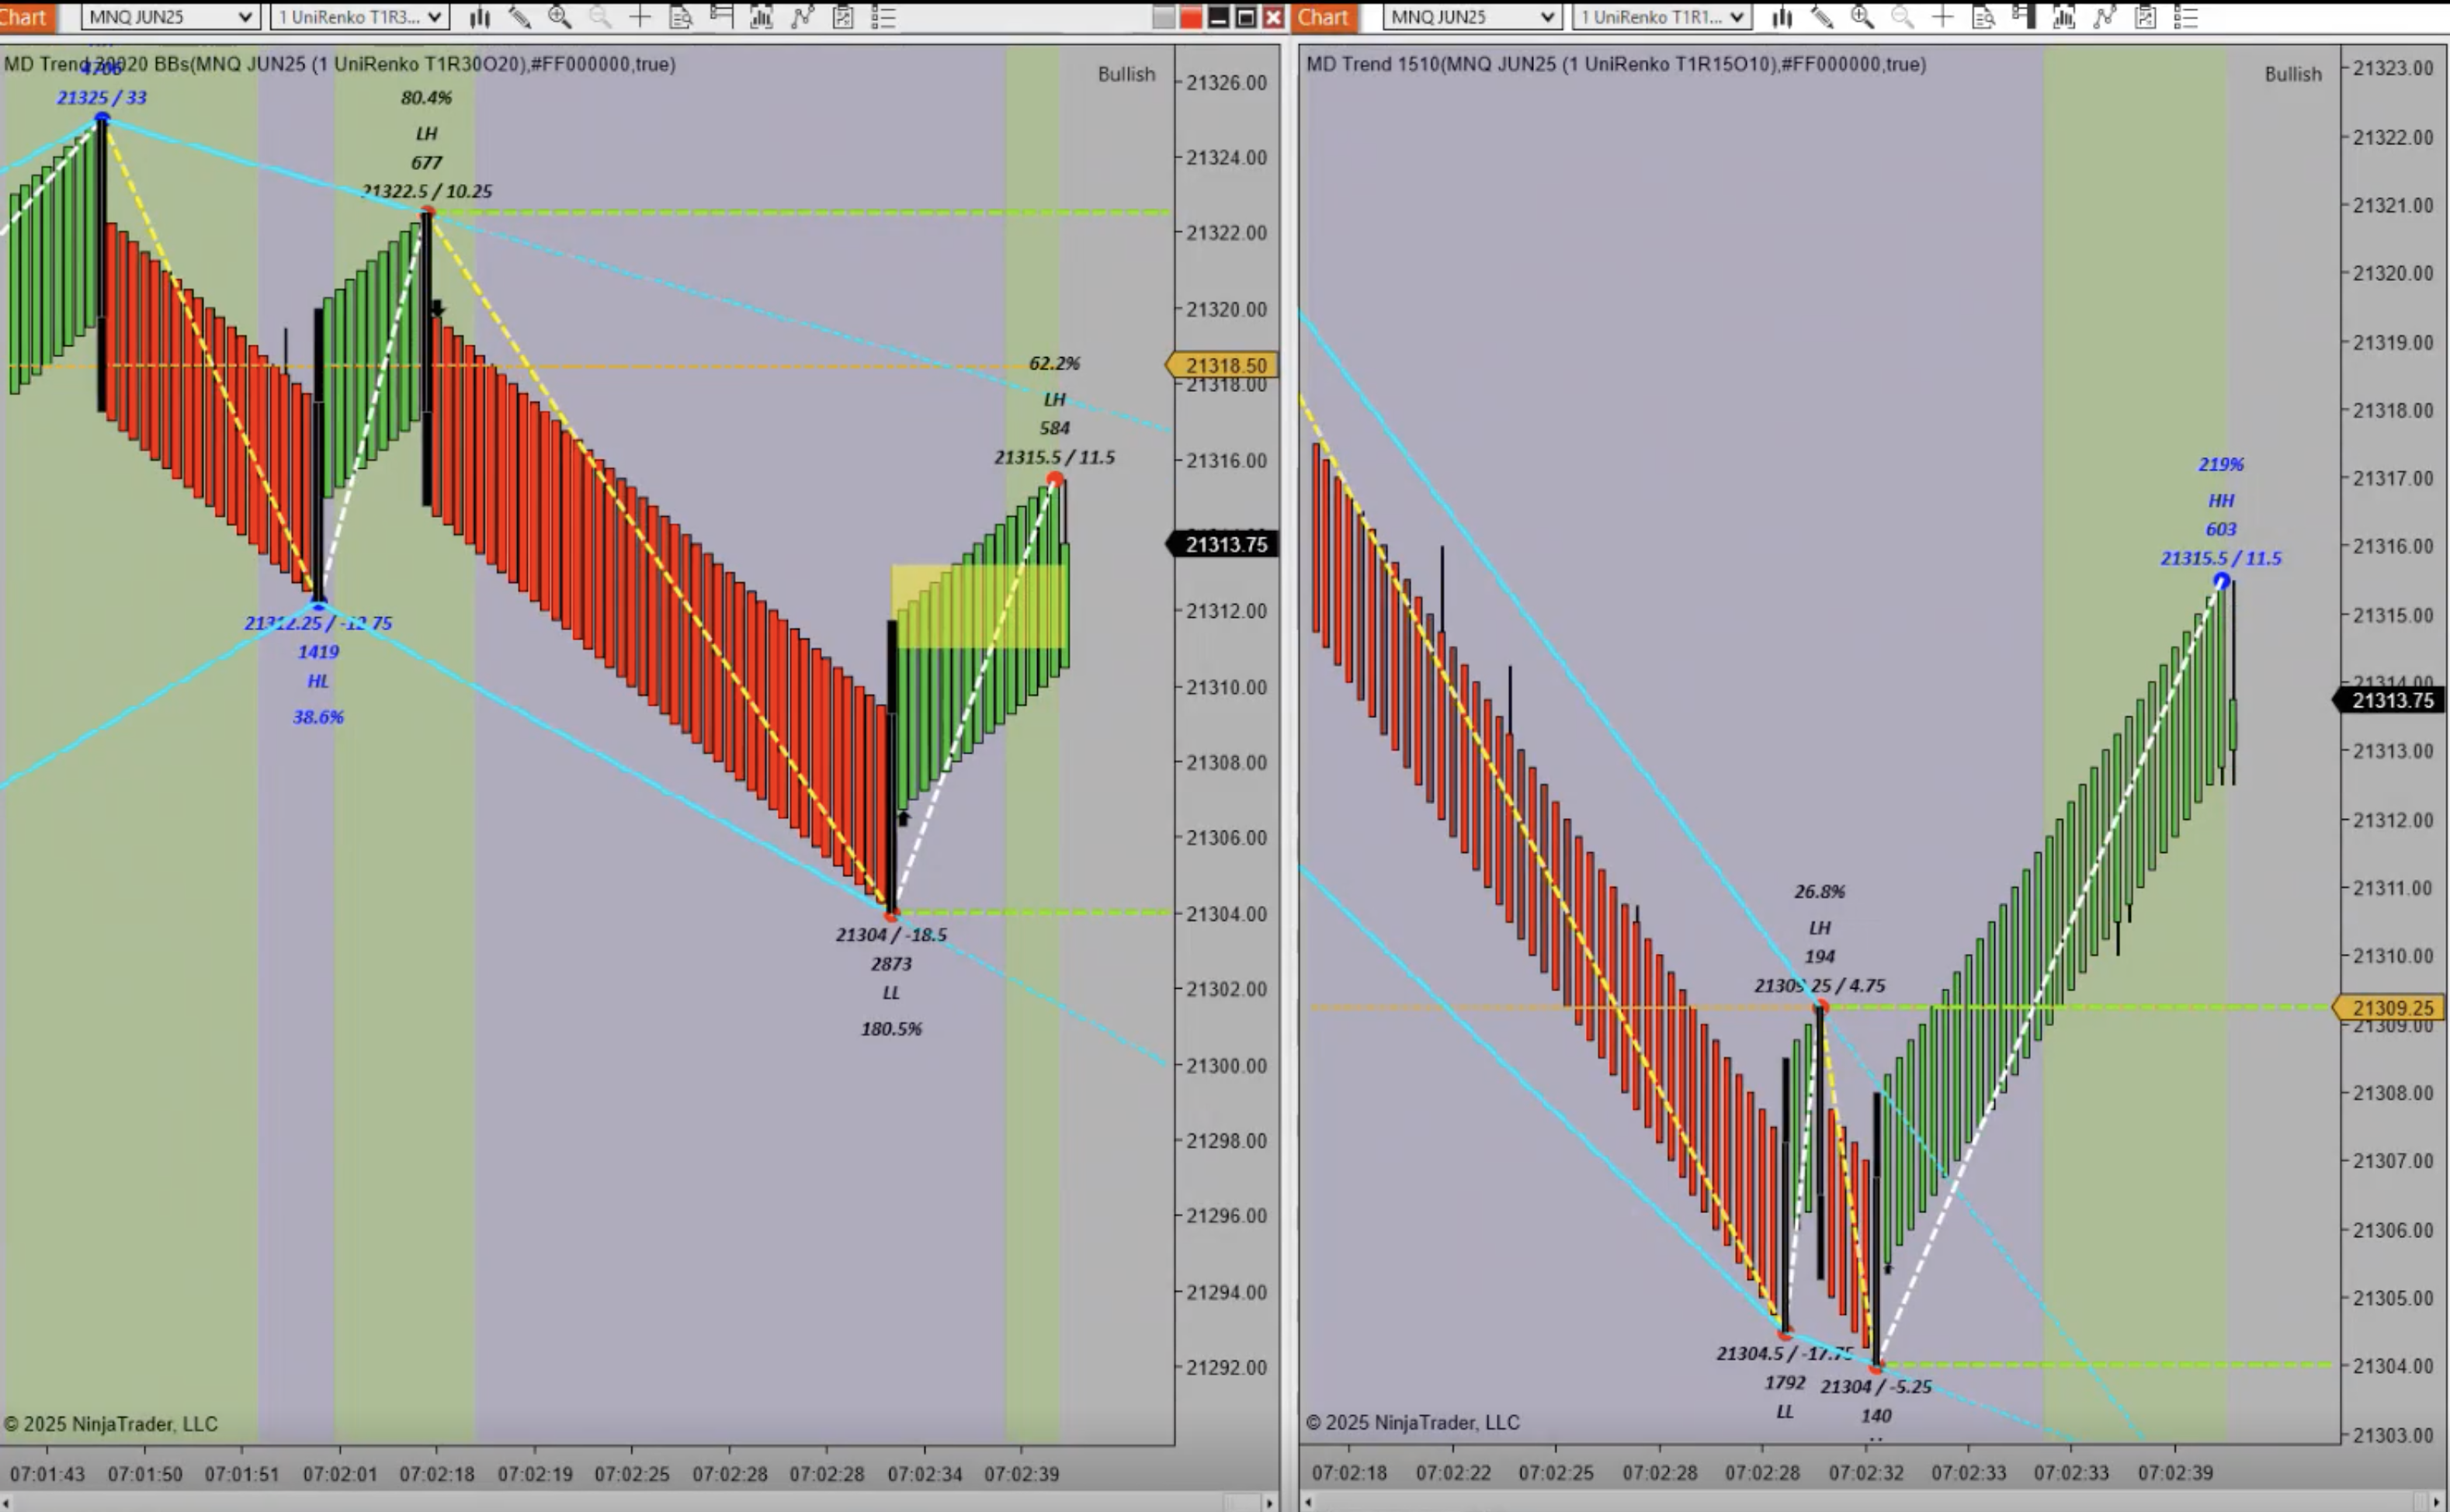 Chart
MNQ JUN25
1 UniRenko T1R3...
Chart
MNQ JUN25
1 UniRenko T1R1...
MD Trend 30020 BBs(MNQ JUN25 (1 UniRenko T1R30O20),#FF000000,true)
Bullish
4706
21325 / 33
80.4%
LH
677
21322.5 / 10.25
62.2%
LH
584
21315.5 / 11.5
21312.25 / -12.75
1419
HL
38.6%
21304 / -18.5
2873
LL
180.5%
21326.00
21324.00
21322.00
21320.00
21318.50
21318.00
21316.00
21313.75
21312.00
21310.00
21308.00
21306.00
21304.00
21302.00
21300.00
21298.00
21296.00
21294.00
21292.00
© 2025 NinjaTrader, LLC
07:01:43 07:01:50 07:01:51 07:02:01 07:02:18 07:02:19 07:02:25 07:02:28 07:02:28 07:02:34 07:02:39
MD Trend 1510(MNQ JUN25 (1 UniRenko T1R15O10),#FF000000,true)
Bullish
219%
HH
603
21315.5 / 11.5
26.8%
LH
194
21309.25 / 4.75
21304.5 / -17.75
1792
LL
21304 / -5.25
140
21323.00
21322.00
21321.00
21320.00
21319.00
21318.00
21317.00
21316.00
21315.00
21314.00
21313.75
21313.00
21312.00
21311.00
21310.00
21309.25
21309.00
21308.00
21307.00
21306.00
21305.00
21304.00
21303.00
© 2025 NinjaTrader, LLC
07:02:18 07:02:22 07:02:25 07:02:28 07:02:28 07:02:32 07:02:33 07:02:33 07:02:39